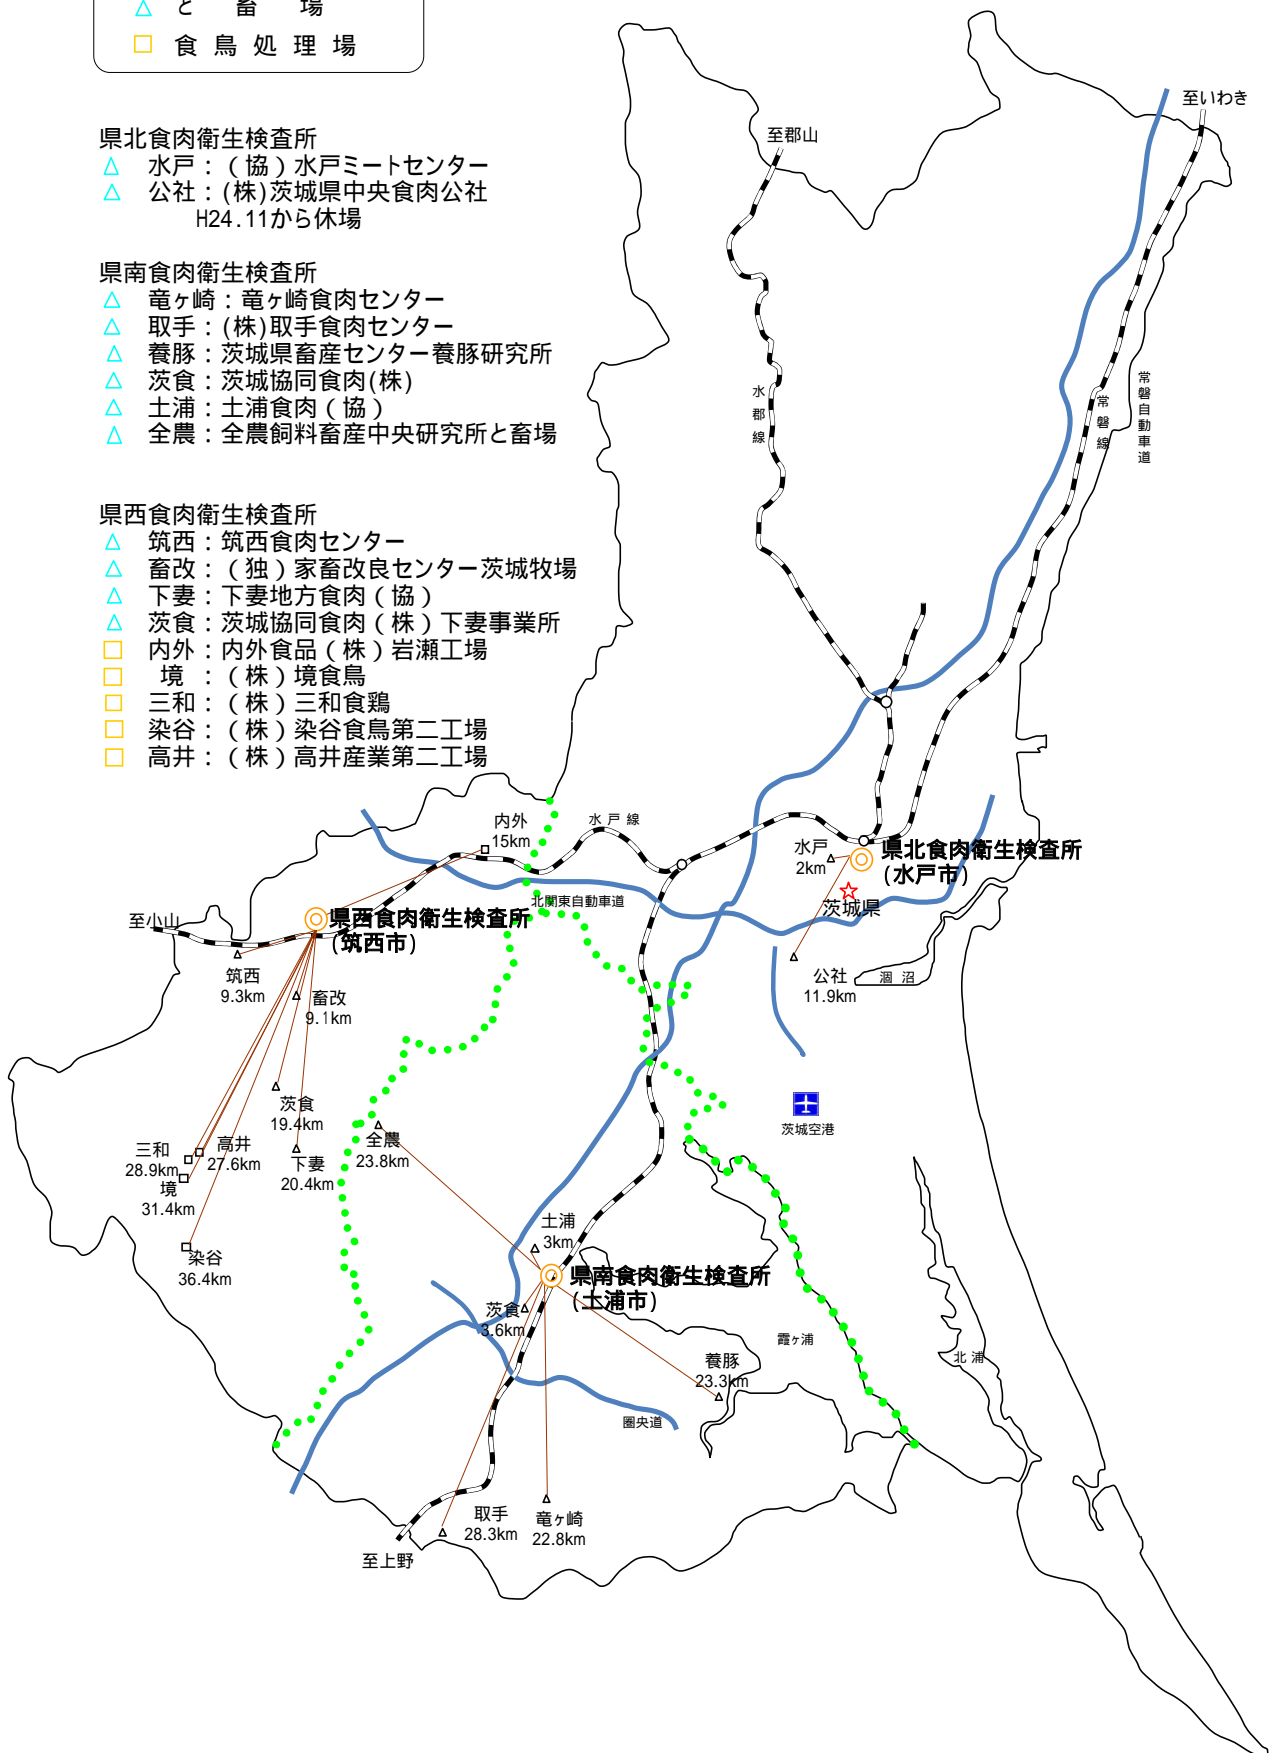 △ と畜場
□ 食鳥処理場
県北食肉衛生検査所
△ 水戸：（協）水戸ミートセンター
△ 公社：(株)茨城県中央食肉公社
H24.11から休場
県南食肉衛生検査所
△ 竜ヶ崎：竜ヶ崎食肉センター
△ 取手：(株)取手食肉センター
△ 養豚：茨城県畜産センター養豚研究所
△ 茨食：茨城協同食肉(株)
△ 土浦：土浦食肉（協）
△ 全農：全農飼料畜産中央研究所と畜場
県西食肉衛生検査所
△ 筑西：筑西食肉センター
△ 畜改：（独）家畜改良センター茨城牧場
△ 下妻：下妻地方食肉（協）
△ 茨食：茨城協同食肉（株）下妻事業所
□ 内外：内外食品（株）岩瀬工場
□ 境：（株）境食鳥
□ 三和：（株）三和食鶏
□ 染谷：（株）染谷食鳥第二工場
□ 高井：（株）高井産業第二工場
至いわき
至郡山
水郡線
常磐線
常磐自動車道
内外
15km
水戸線
水戸
2km
県北食肉衛生検査所
(水戸市)
茨城県
北関東自動車道
至小山
県西食肉衛生検査所
(筑西市)
筑西
9.3km
畜改
9.1km
公社
11.9km
涸沼
茨食
19.4km
茨城空港
三和
28.9km
高井
27.6km
下妻
20.4km
全農
23.8km
境
31.4km
染谷
36.4km
土浦
3km
県南食肉衛生検査所
(土浦市)
茨食
3.6km
霞ヶ浦
北浦
養豚
23.3km
圏央道
取手
28.3km
竜ヶ崎
22.8km
至上野